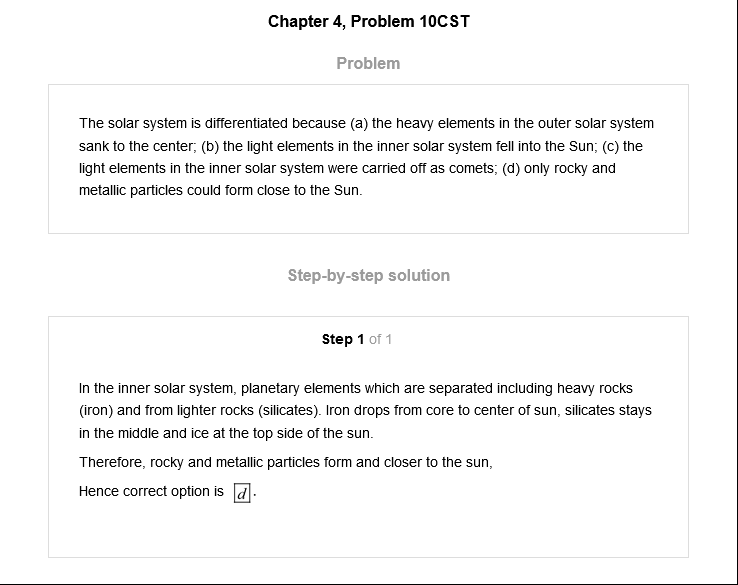 Chapter 4, Problem 10CST
Problem
The solar system is differentiated because (a) the heavy elements in the outer solar system
sank to the center; (b) the light elements in the inner solar system fell into the Sun; (c) the
light elements in the inner solar system were carried off as comets; (d) only rocky and
metallic particles could form close to the Sun.
Step-by-step solution
Step 1 of 1
In the inner solar system, planetary elements which are separated including heavy rocks
(iron) and from lighter rocks (silicates). Iron drops from core to center of sun, silicates stays
in the middle and ice at the top side of the sun.
Therefore, rocky and metallic particles form and closer to the sun,
Hence correct option is d.